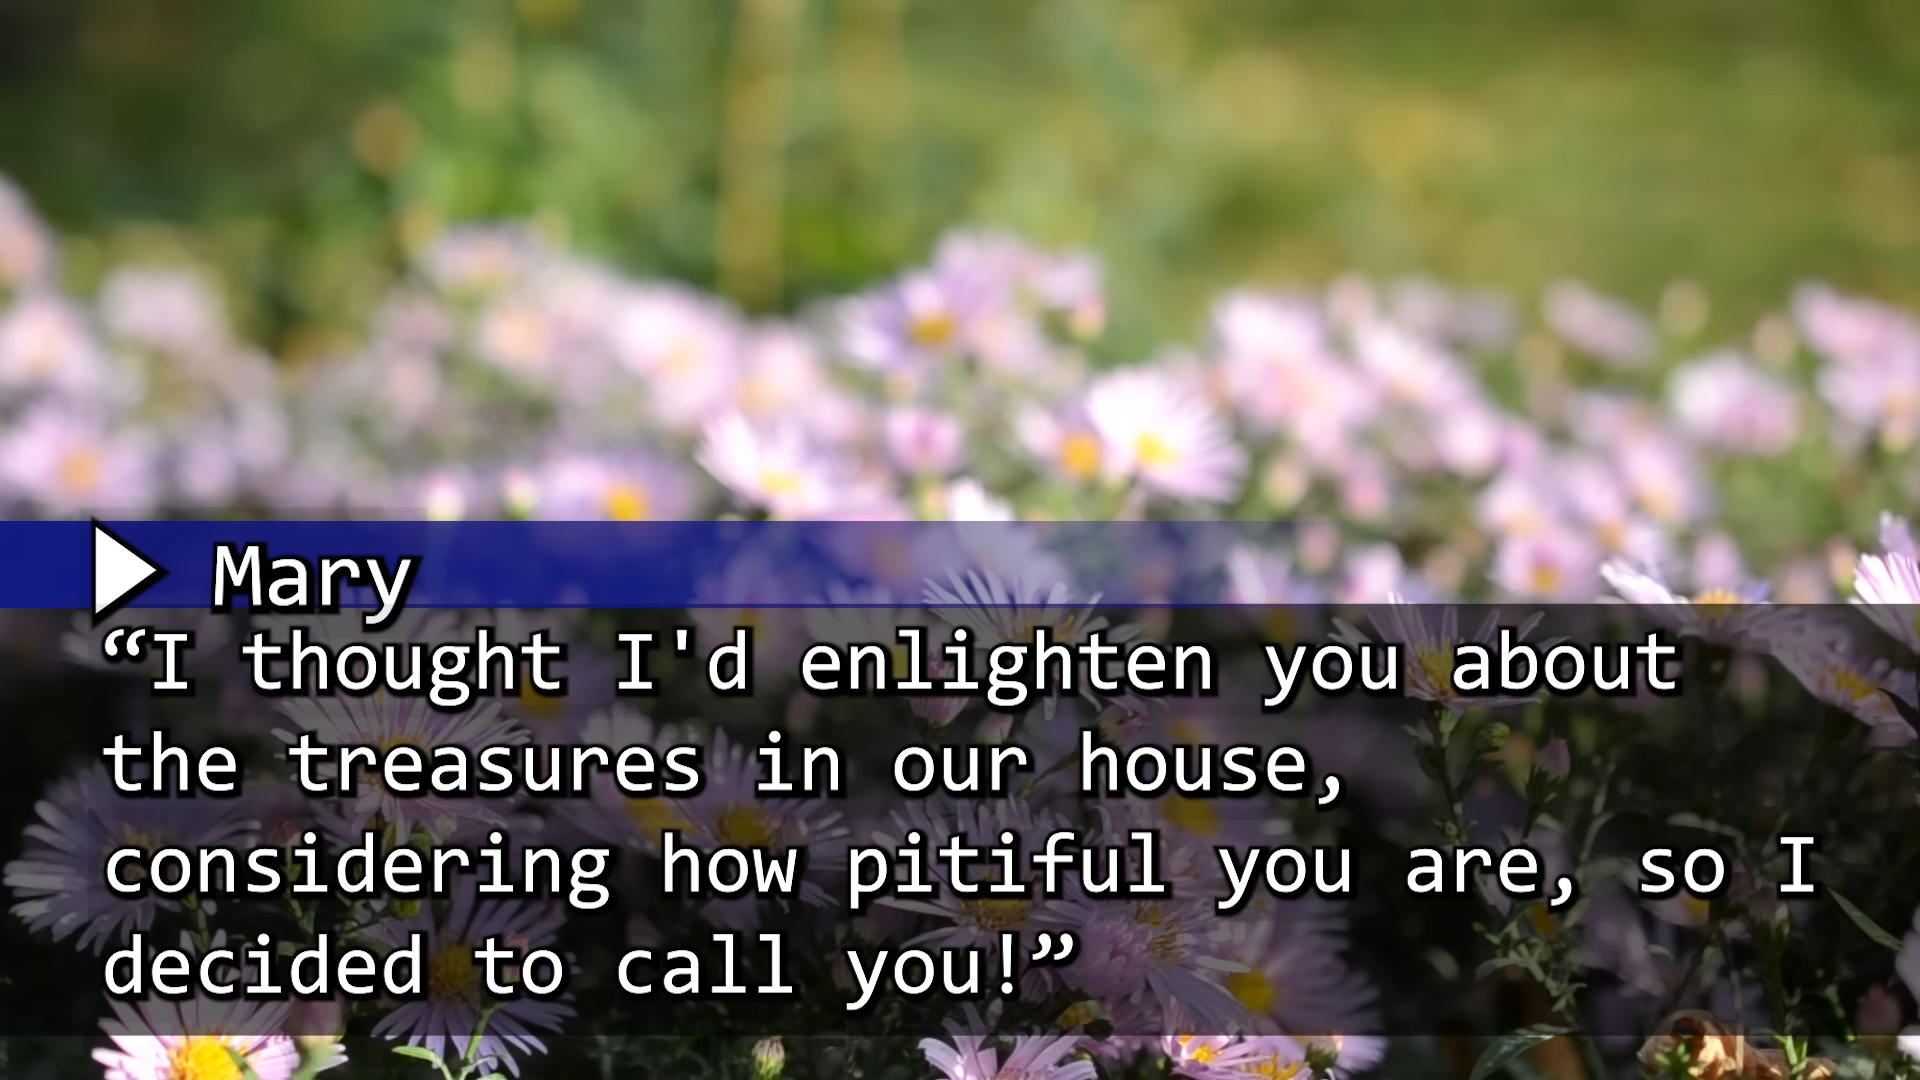 Mary
“I thought I'd enlighten you about
the treasures in our house,
considering how pitiful you are, so I
decided to call you!”